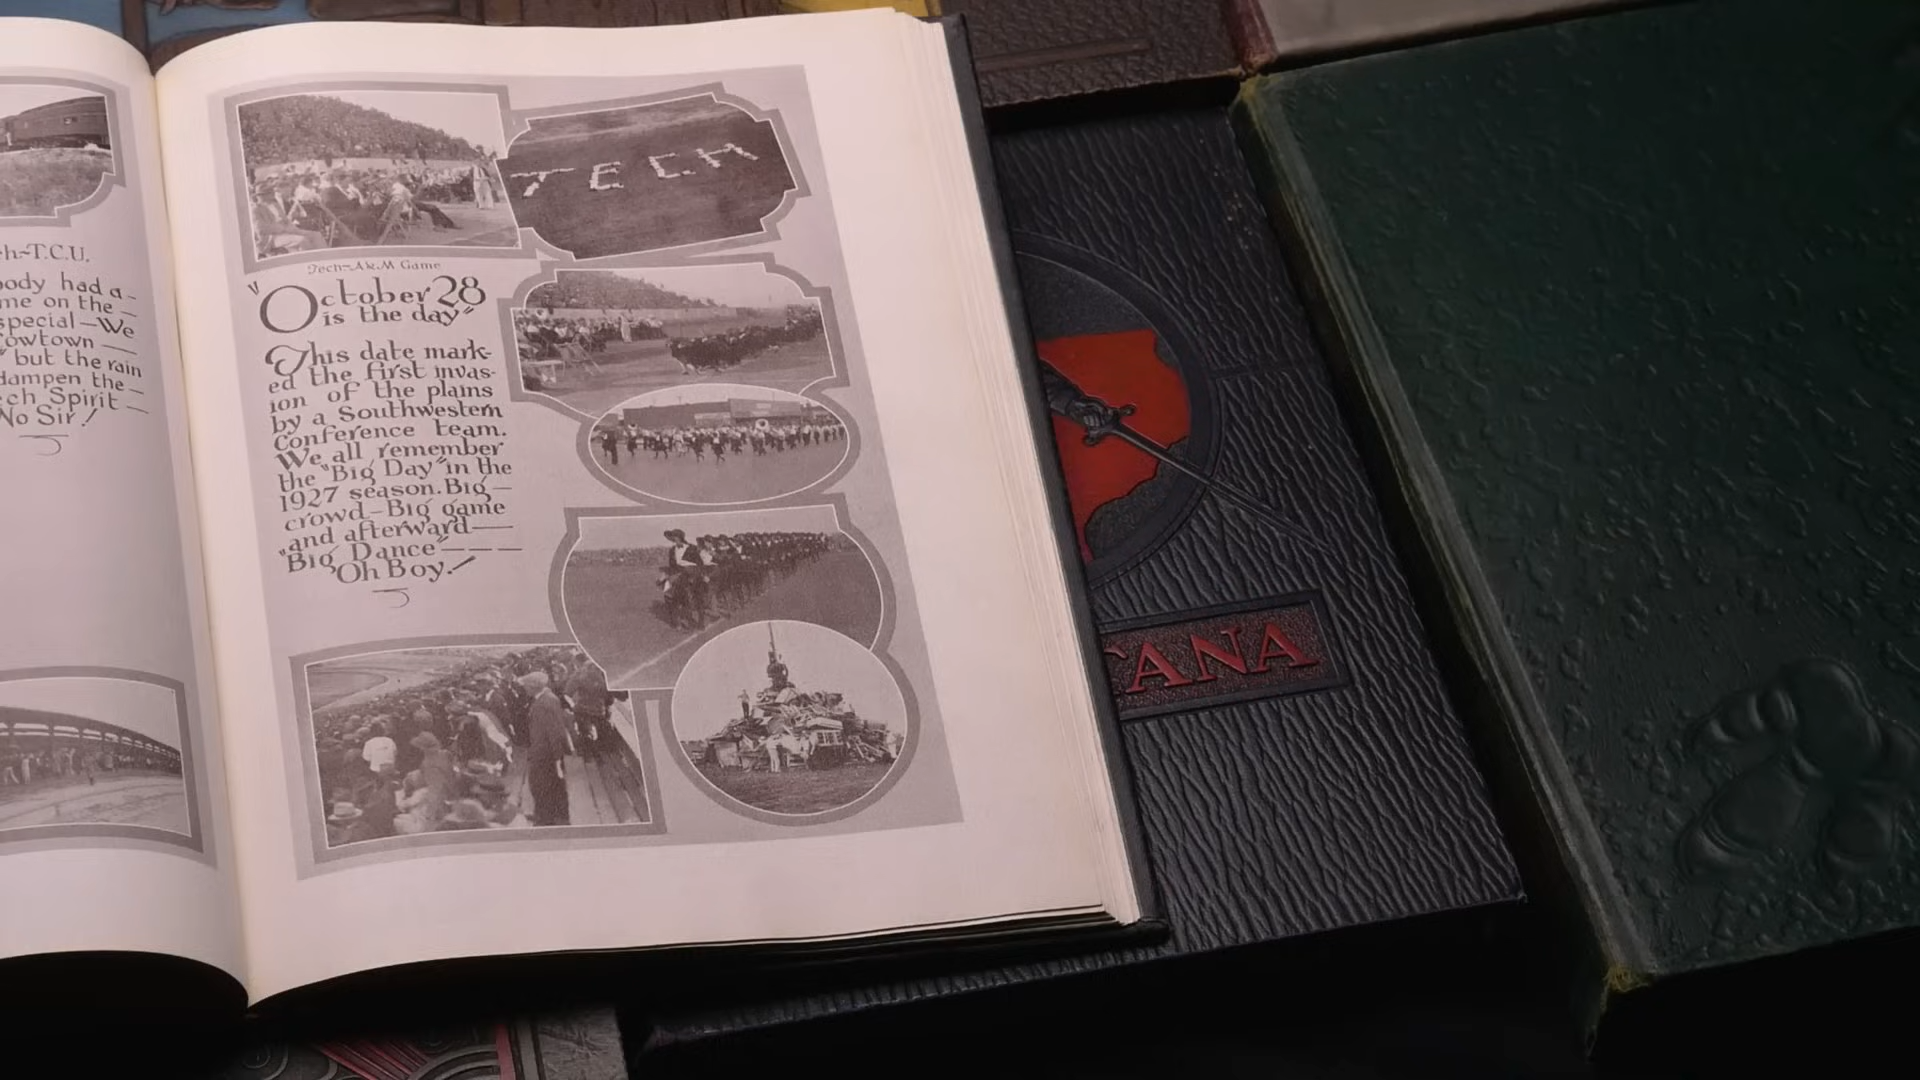 h~T.C.U.
body had a
me on the
special—We
owtown
" but the rain
dampen the
ech Spirit
No Sir!
TECH
Tech~A&M Game
"October 28
is the day"
This date mark-
ed the first invas-
ion of the plains
by a Southwestern
Conference team.
We all remember
the "Big Day" in the
1927 season. Big—
crowd—Big game
and afterward—
"Big Dance"———
Oh Boy!
CANA